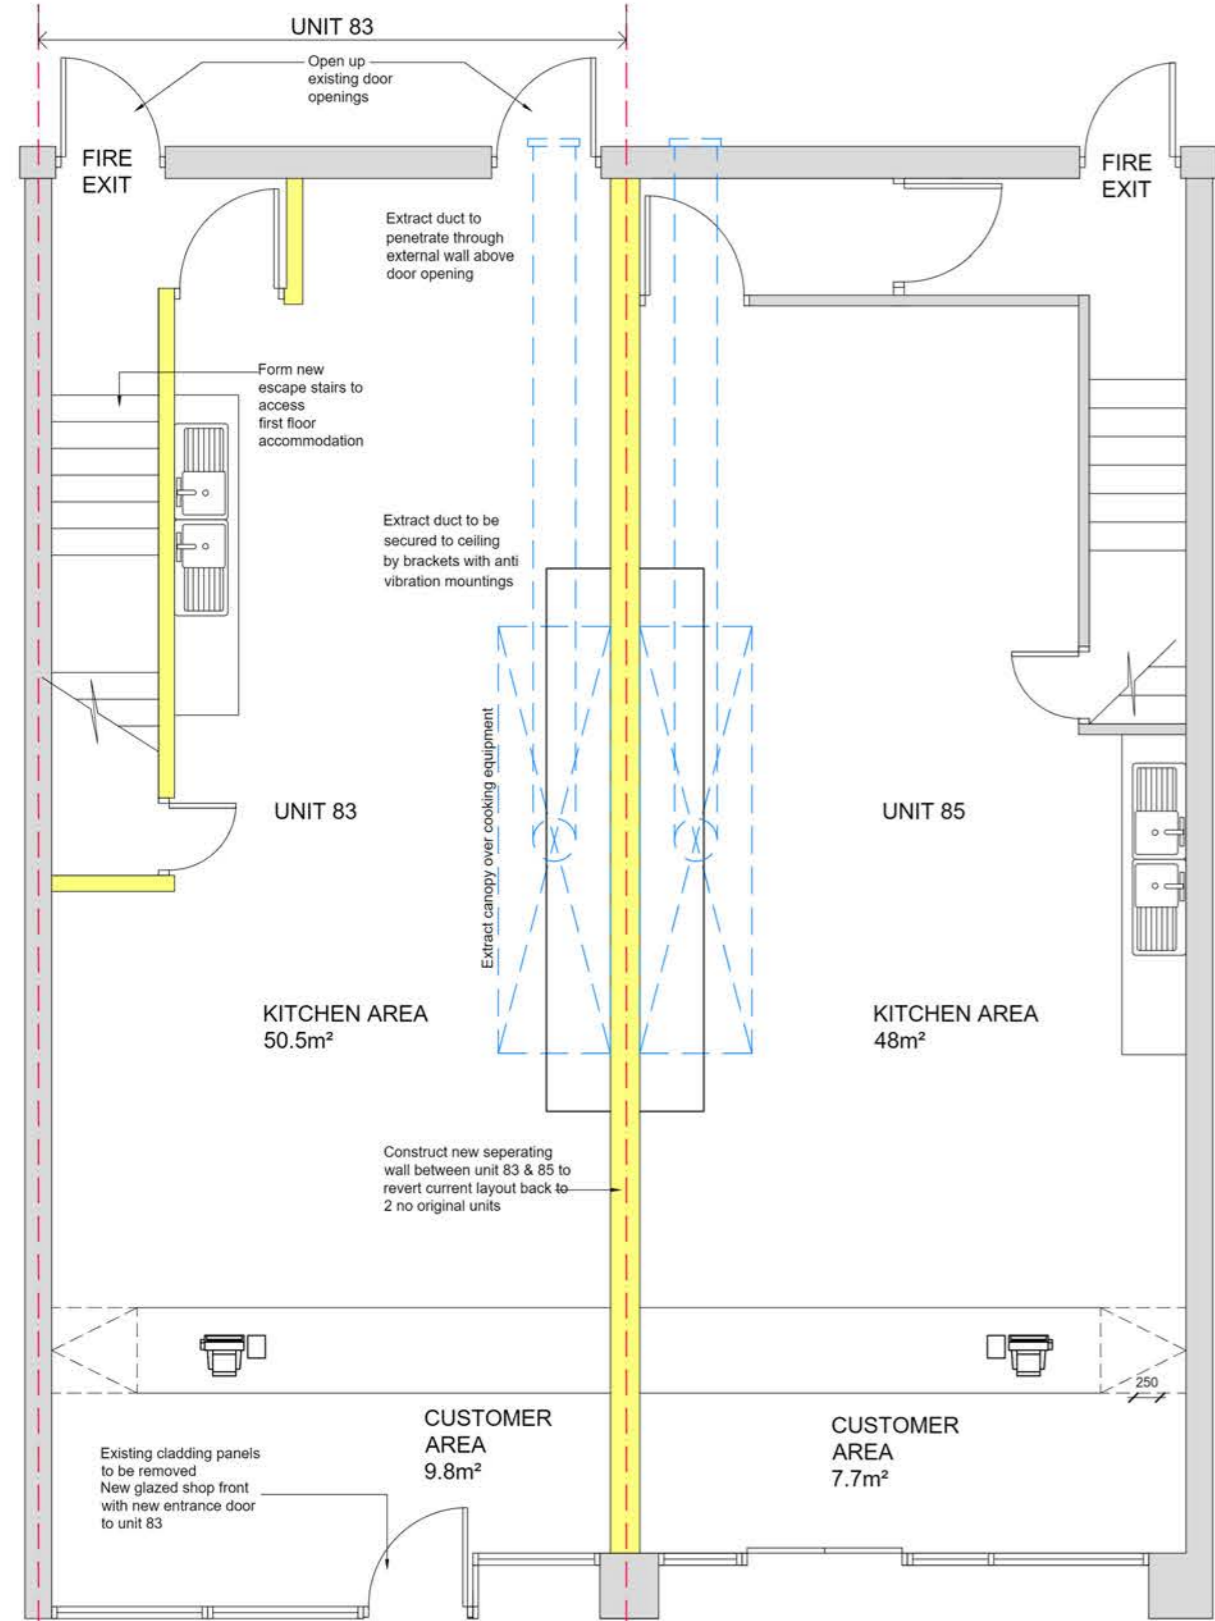 UNIT 83
Open up
existing door
openings
FIRE
EXIT
FIRE
EXIT
Extract duct to
penetrate through
external wall above
door opening
Form new
escape stairs to
access
first floor
accommodation
Extract duct to be
secured to ceiling
by brackets with anti
vibration mountings
Extract canopy over cooking equipment
UNIT 83
UNIT 85
KITCHEN AREA
50.5m²
KITCHEN AREA
48m²
Construct new seperating
wall between unit 83 & 85 to
revert current layout back to
2 no original units
250
CUSTOMER
AREA
9.8m²
CUSTOMER
AREA
7.7m²
Existing cladding panels
to be removed
New glazed shop front
with new entrance door
to unit 83